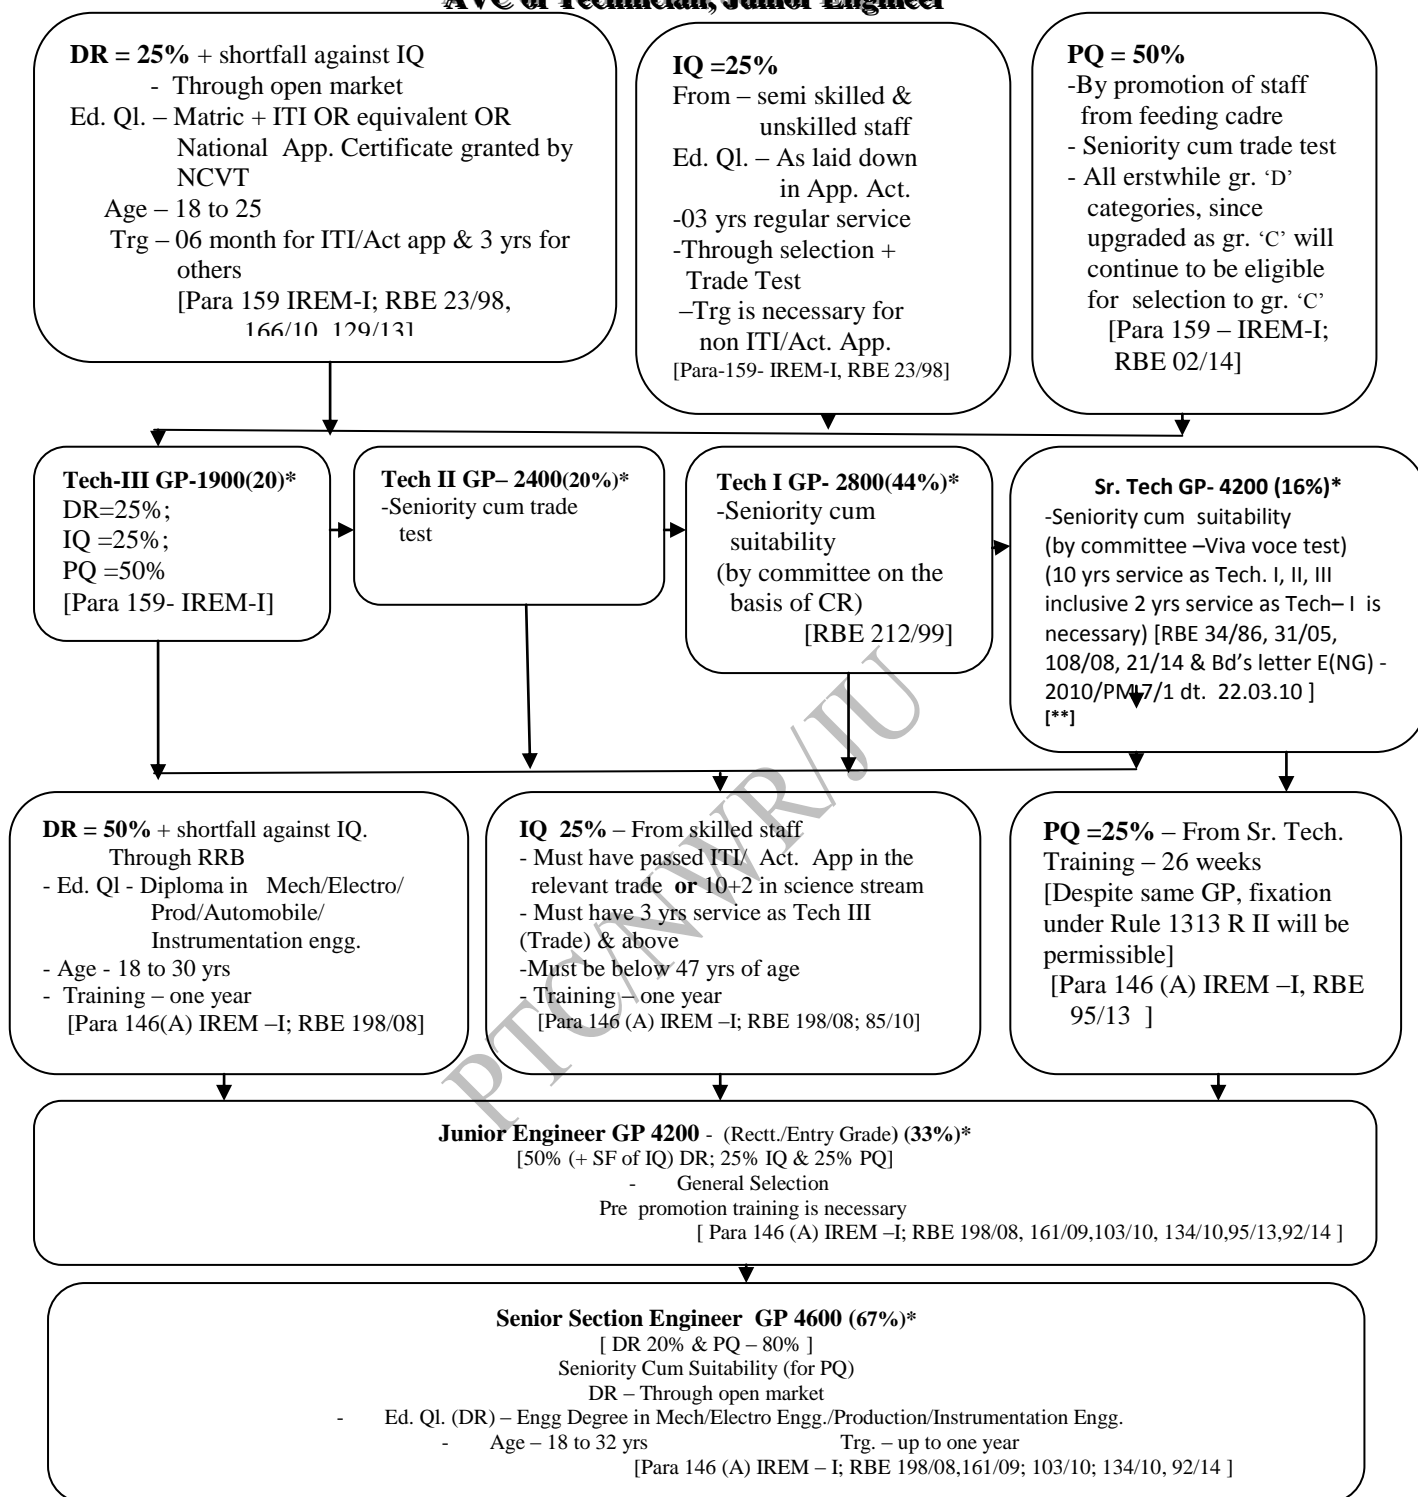 AVC of Technician, Junior Engineer
DR = 25% + shortfall against IQ
- Through open market
Ed. Ql. – Matric + ITI OR equivalent OR
National App. Certificate granted by
NCVT
Age – 18 to 25
Trg – 06 month for ITI/Act app & 3 yrs for
others
[Para 159 IREM-I; RBE 23/98,
166/10, 129/13]
IQ =25%
From – semi skilled &
unskilled staff
Ed. Ql. – As laid down
in App. Act.
-03 yrs regular service
-Through selection +
Trade Test
–Trg is necessary for
non ITI/Act. App.
[Para-159- IREM-I, RBE 23/98]
PQ = 50%
-By promotion of staff
from feeding cadre
- Seniority cum trade test
- All erstwhile gr. ‘D’
categories, since
upgraded as gr. ‘C’ will
continue to be eligible
for selection to gr. ‘C’
[Para 159 – IREM-I;
RBE 02/14]
Tech-III GP-1900(20)*
DR=25%;
IQ =25%;
PQ =50%
[Para 159- IREM-I]
Tech II GP– 2400(20%)*
-Seniority cum trade
test
Tech I GP- 2800(44%)*
-Seniority cum
suitability
(by committee on the
basis of CR)
[RBE 212/99]
Sr. Tech GP- 4200 (16%)*
-Seniority cum suitability
(by committee –Viva voce test)
(10 yrs service as Tech. I, II, III
inclusive 2 yrs service as Tech– I is
necessary) [RBE 34/86, 31/05,
108/08, 21/14 & Bd’s letter E(NG) -
2010/PM 7/1 dt. 22.03.10 ]
[**]
DR = 50% + shortfall against IQ.
Through RRB
- Ed. Ql - Diploma in Mech/Electro/
Prod/Automobile/
Instrumentation engg.
- Age - 18 to 30 yrs
- Training – one year
[Para 146(A) IREM –I; RBE 198/08]
IQ 25% – From skilled staff
- Must have passed ITI/ Act. App in the
relevant trade or 10+2 in science stream
- Must have 3 yrs service as Tech III
(Trade) & above
-Must be below 47 yrs of age
- Training – one year
[Para 146 (A) IREM –I; RBE 198/08; 85/10]
PQ =25% – From Sr. Tech.
Training – 26 weeks
[Despite same GP, fixation
under Rule 1313 R II will be
permissible]
[Para 146 (A) IREM –I, RBE
95/13 ]
PTC/NWR/JU
Junior Engineer GP 4200 - (Rectt./Entry Grade) (33%)*
[50% (+ SF of IQ) DR; 25% IQ & 25% PQ]
- General Selection
Pre promotion training is necessary
[ Para 146 (A) IREM –I; RBE 198/08, 161/09,103/10, 134/10,95/13,92/14 ]
Senior Section Engineer GP 4600 (67%)*
[ DR 20% & PQ – 80% ]
Seniority Cum Suitability (for PQ)
DR – Through open market
- Ed. Ql. (DR) – Engg Degree in Mech/Electro Engg./Production/Instrumentation Engg.
- Age – 18 to 32 yrs Trg. – up to one year
[Para 146 (A) IREM – I; RBE 198/08,161/09; 103/10; 134/10, 92/14 ]